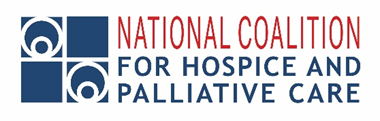 NATIONAL COALITION
FOR HOSPICE AND
PALLIATIVE CARE